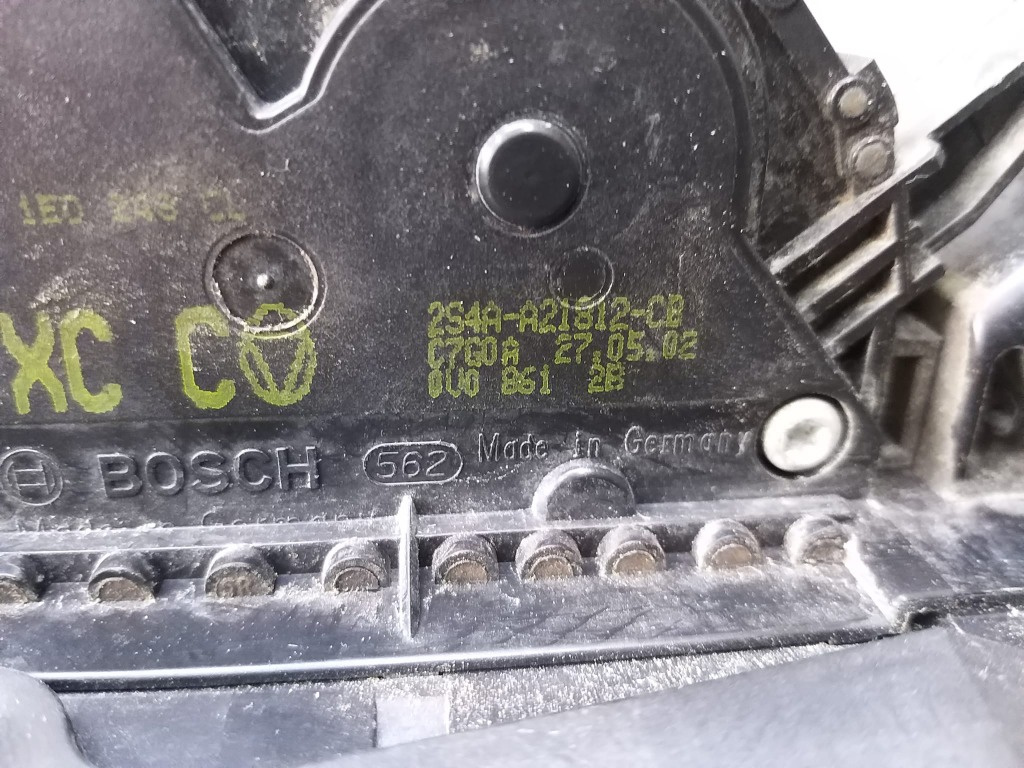 XC C
2S4A-A21812-CB
C7G0A 27.05.02
0U0 861 2B
BOSCH 562 Made in Germany